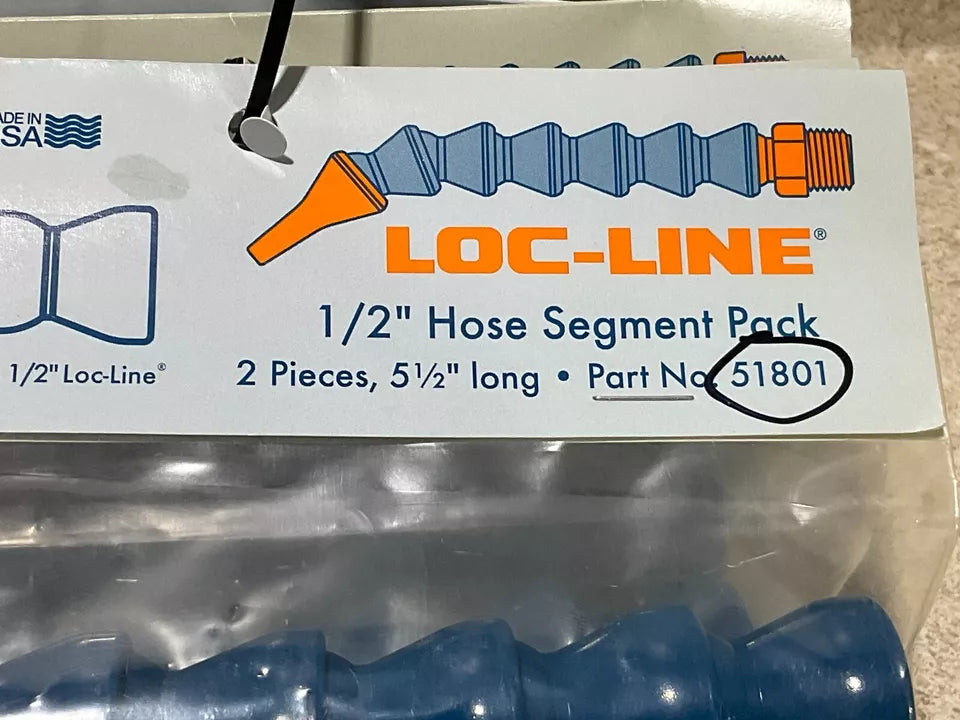 ADE IN
SA
LOC-LINE®
1/2" Hose Segment Pack
1/2" Loc-Line®
2 Pieces, 5½" long • Part No. 51801